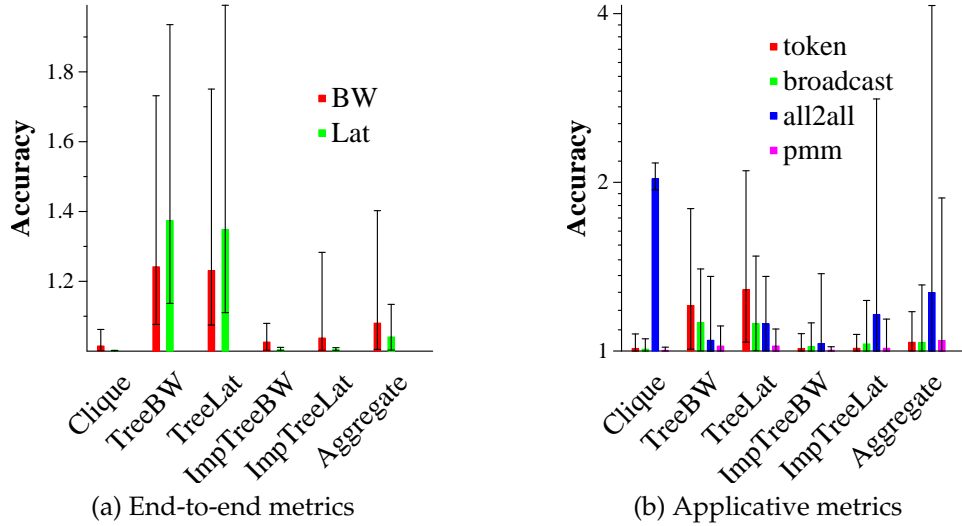 Accuracy
1.8
1.6
1.4
1.2
BW
Lat
Clique
TreeBW
TreeLat
ImpTreeBW
ImpTreeLat
Aggregate
(a) End-to-end metrics
Accuracy
4
2
1
token
broadcast
all2all
pmm
Clique
TreeBW
TreeLat
ImpTreeBW
ImpTreeLat
Aggregate
(b) Applicative metrics